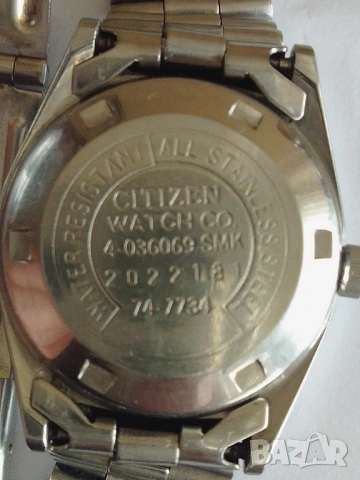 WATER RESISTANT
ALL STAINLESS STEEL
CITIZEN
WATCH CO
4-036069 SMK
2022181
74-7734
BAZAR